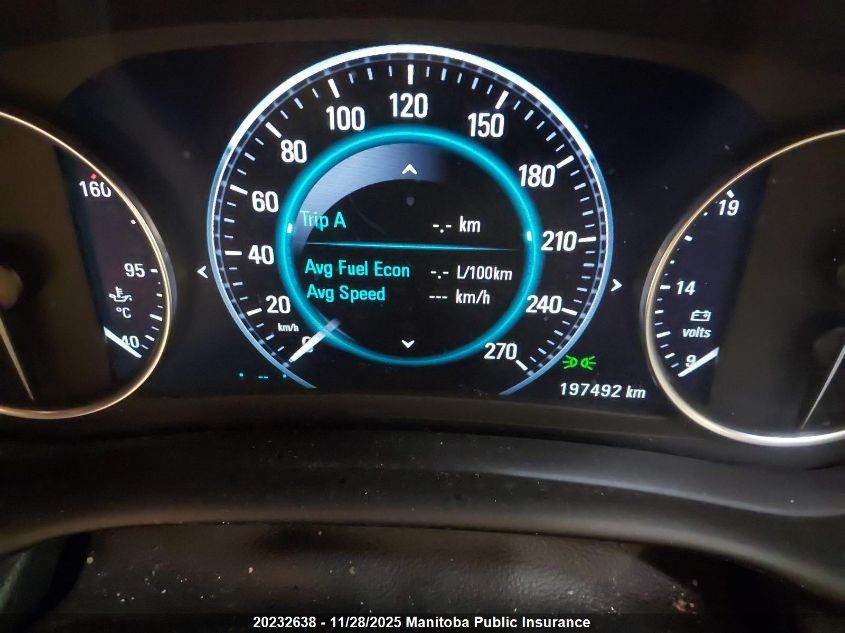 120
100
150
80
180
60
210
40
240
20
270
km/h
0
Trip A -.- km
Avg Fuel Econ -.- L/100km
Avg Speed --- km/h
160
95
°C
40
19
14
volts
9
197492 km
20232638 - 11/28/2025 Manitoba Public Insurance